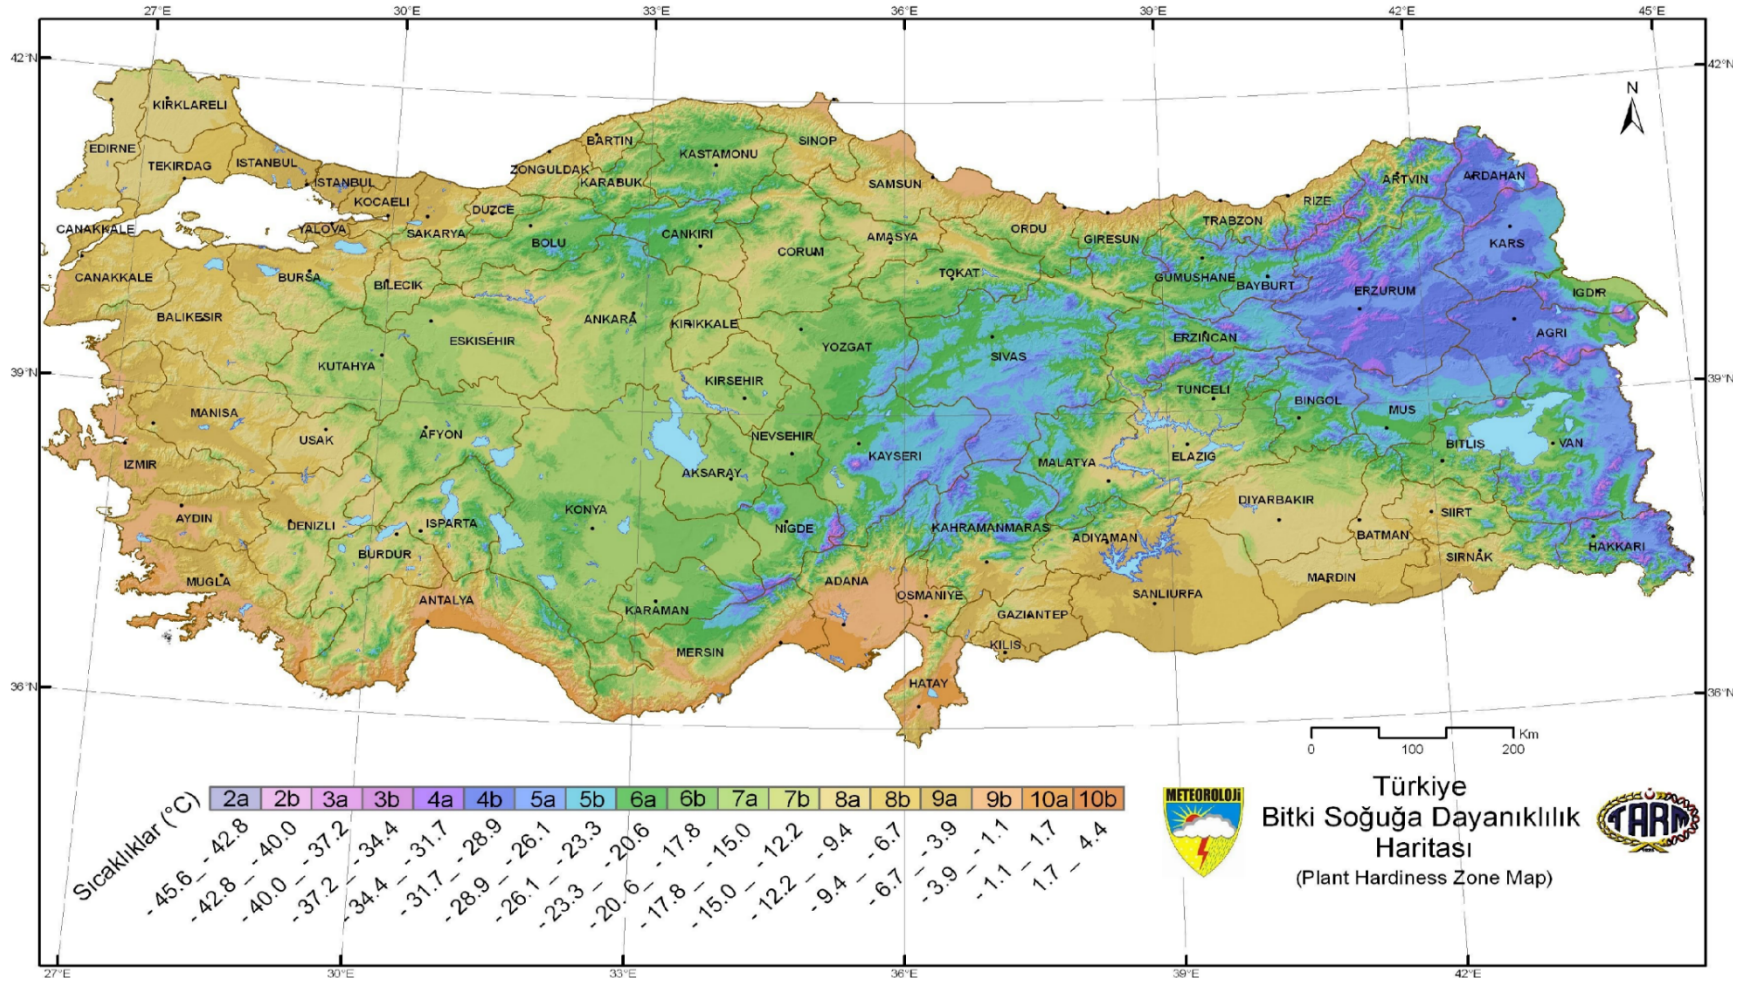 27°E 30°E 33°E 36°E 39°E 42°E 45°E
42°N 42°N
N
KIRKLARELI
EDIRNE
TEKIRDAG
ISTANBUL
ISTANBUL
KOCAELI
YALOVA
SAKARYA
DUZCE
ZONGULDAK
BARTIN
KARABUK
KASTAMONU
SINOP
SAMSUN
BOLU
CANKIRI
CORUM
AMASYA
ORDU
GIRESUN
TRABZON
RIZE
ARTVIN
ARDAHAN
KARS
CANAKKALE
CANAKKALE
BURSA
BILECIK
TOKAT
GUMUSHANE
BAYBURT
ERZURUM
IGDIR
BALIKESIR
ESKISEHIR
ANKARA
KIRIKKALE
YOZGAT
SIVAS
ERZINCAN
AGRI
39°N 39°N
KUTAHYA
KIRSEHIR
TUNCELI
BINGOL
MUS
MANISA
USAK
AFYON
NEVSEHIR
KAYSERI
MALATYA
ELAZIG
BITLIS
VAN
IZMIR
AKSARAY
AYDIN
DENIZLI
ISPARTA
BURDUR
KONYA
NIGDE
KAHRAMANMARAS
ADIYAMAN
DIYARBAKIR
SIIRT
BATMAN
SIRNAK
HAKKARI
MUGLA
ANTALYA
KARAMAN
ADANA
OSMANIYE
GAZIANTEP
SANLIURFA
MARDIN
MERSIN
KILIS
HATAY
36°N 36°N
Km
0 100 200
Sıcaklıklar (°C)
2a 2b 3a 3b 4a 4b 5a 5b 6a 6b 7a 7b 8a 8b 9a 9b 10a 10b
- 45.6 - - 42.8
- 42.8 - - 40.0
- 40.0 - - 37.2
- 37.2 - - 34.4
- 34.4 - - 31.7
- 31.7 - - 28.9
- 28.9 - - 26.1
- 26.1 - - 23.3
- 23.3 - - 20.6
- 20.6 - - 17.8
- 17.8 - - 15.0
- 15.0 - - 12.2
- 12.2 - - 9.4
- 9.4 - - 6.7
- 6.7 - - 3.9
- 3.9 - - 1.1
- 1.1 - 1.7
1.7 - 4.4
METEOROLOJi
Türkiye
Bitki Soğuğa Dayanıklılık
Haritası
(Plant Hardiness Zone Map)
TARM
27°E 30°E 33°E 36°E 39°E 42°E